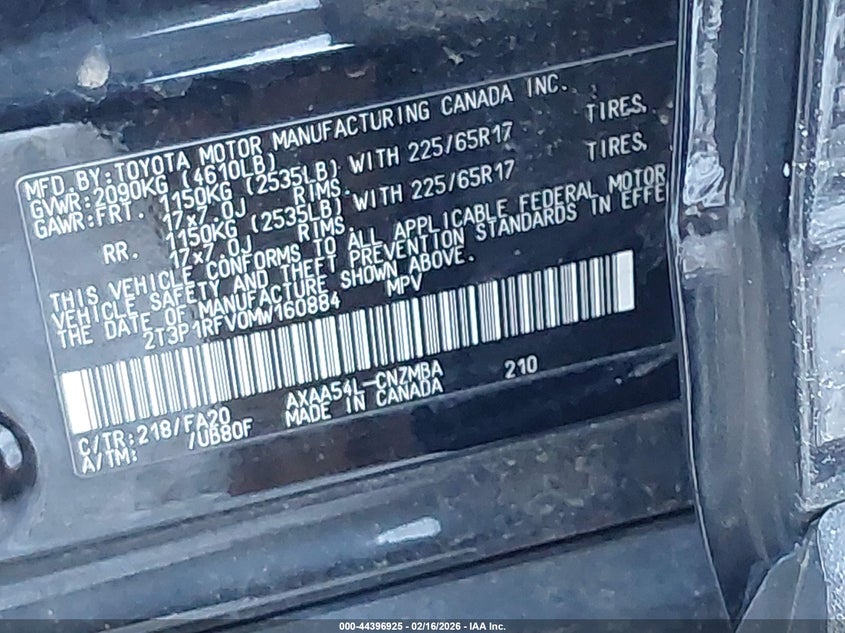 MFD.BY:TOYOTA MOTOR MANUFACTURING CANADA INC.
GVWR:2090KG (4610LB)
GAWR:FRT. 1150KG (2535LB) WITH 225/65R17 TIRES,
17x7.0J RIMS.
RR. 1150KG (2535LB) WITH 225/65R17 TIRES,
17x7.0J RIMS.
THIS VEHICLE CONFORMS TO ALL APPLICABLE FEDERAL MOTOR
VEHICLE SAFETY AND THEFT PREVENTION STANDARDS IN EFFE
THE DATE OF MANUFACTURE SHOWN ABOVE.
2T3P1RFV0MW160884 MPV
C/TR:218/FA20 AXAA54L-CNZMBA 210
A/TM: /UB80F MADE IN CANADA
000-44396925 - 02/16/2026 - IAA Inc.